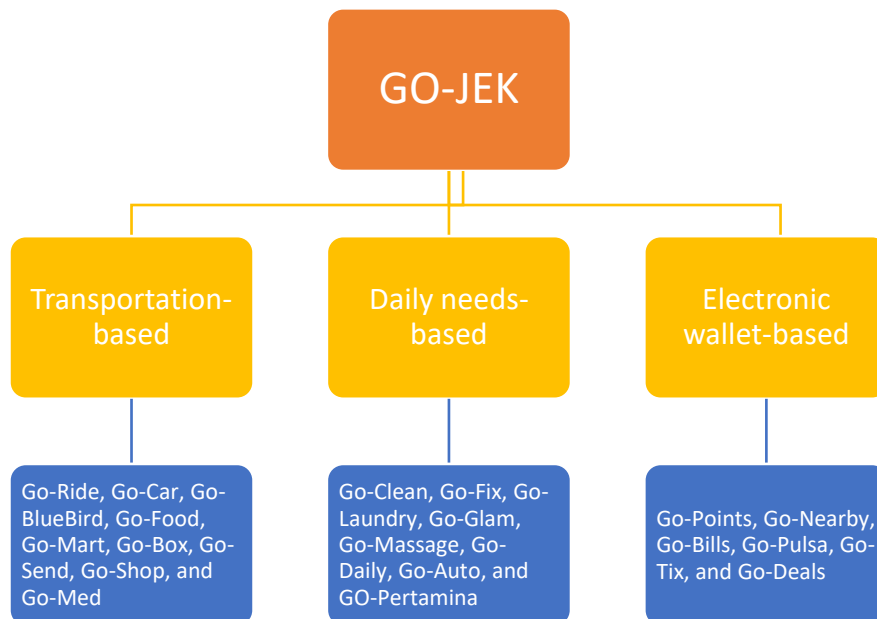 GO-JEK
Transportation-
based
Daily needs-
based
Electronic
wallet-based
Go-Ride, Go-Car, Go-
BlueBird, Go-Food,
Go-Mart, Go-Box, Go-
Send, Go-Shop, and
Go-Med
Go-Clean, Go-Fix, Go-
Laundry, Go-Glam,
Go-Massage, Go-
Daily, Go-Auto, and
GO-Pertamina
Go-Points, Go-Nearby,
Go-Bills, Go-Pulsa, Go-
Tix, and Go-Deals